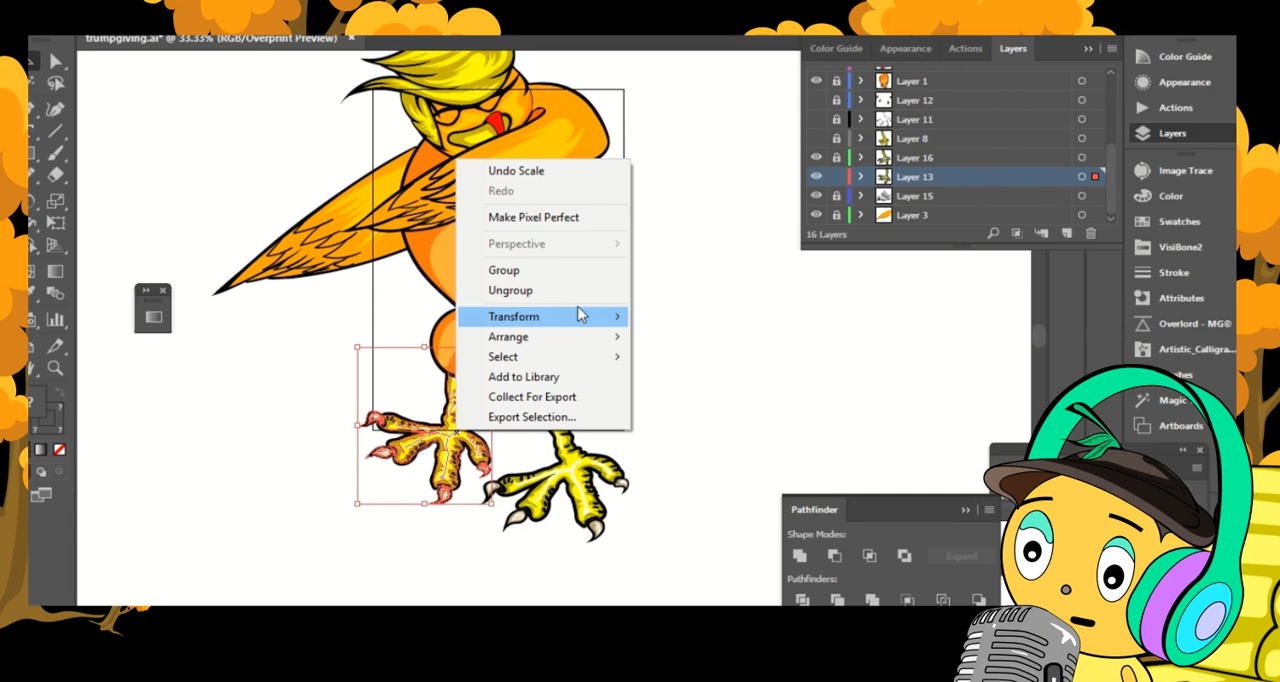 trumpgiving.ai* @ 33.33% (RGB/Overprint Preview) ×
Color Guide Appearance Actions Layers
Layer 1
Layer 12
Layer 11
Layer 8
Layer 16
Layer 13
Layer 15
Layer 3
16 Layers
Color Guide
Appearance
Actions
Layers
Image Trace
Color
Swatches
VisiBone2
Stroke
Attributes
Overlord - MG®
Artistic_Calligra...
Magic
Artboards
Undo Scale
Redo
Make Pixel Perfect
Perspective
Group
Ungroup
Transform
Arrange
Select
Add to Library
Collect For Export
Export Selection...
Pathfinder
Shape Modes:
Expand
Pathfinders: